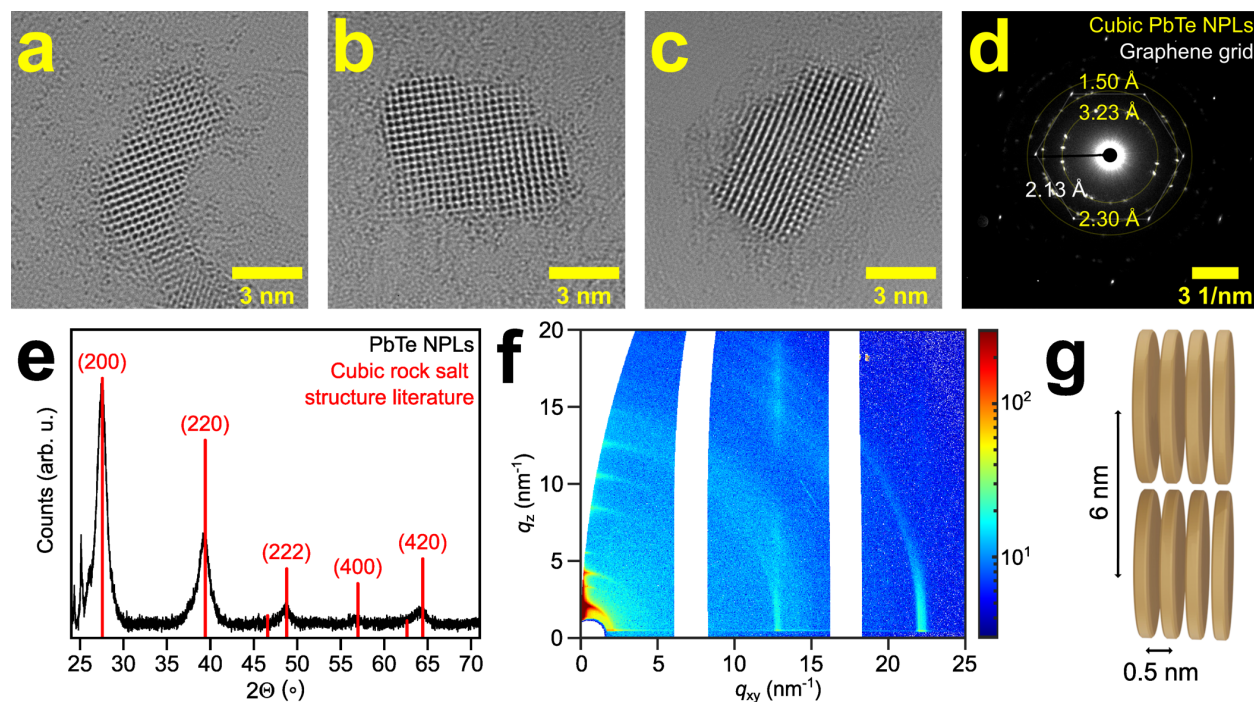 a
3 nm
b
3 nm
c
3 nm
d
Cubic PbTe NPLs
Graphene grid
1.50 Å
3.23 Å
2.13 Å
2.30 Å
3 1/nm
e
PbTe NPLs
Cubic rock salt
structure literature
(200)
(220)
(222)
(400)
(420)
Counts (arb. u.)
25 30 35 40 45 50 55 60 65 70
2Θ (◦)
f
20
15
10
5
0
qz (nm-1)
0 5 10 15 20 25
qxy (nm-1)
10²
10¹
g
6 nm
0.5 nm